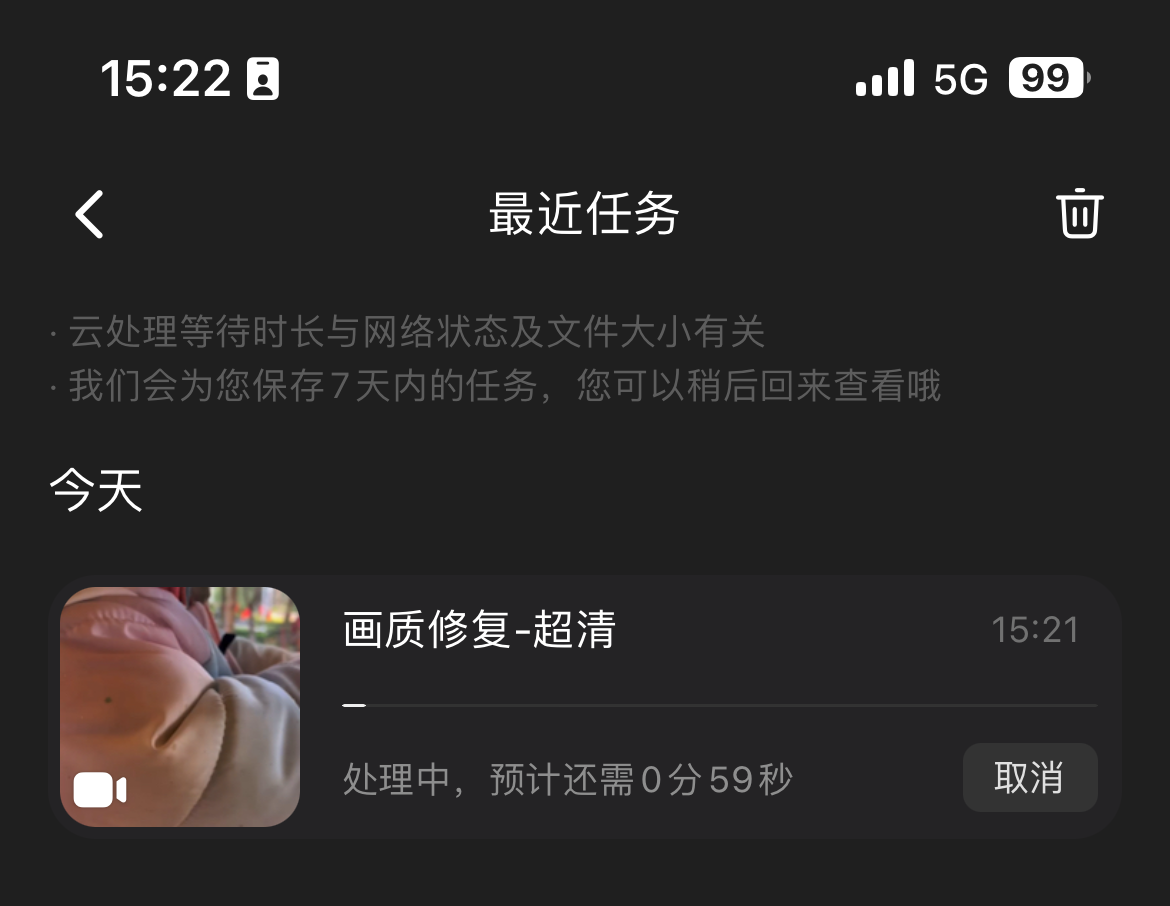 15:22 5G 99
最近任务
· 云处理等待时长与网络状态及文件大小有关
· 我们会为您保存7天内的任务，您可以稍后回来查看哦
今天
画质修复-超清 15:21
处理中，预计还需0分59秒 取消